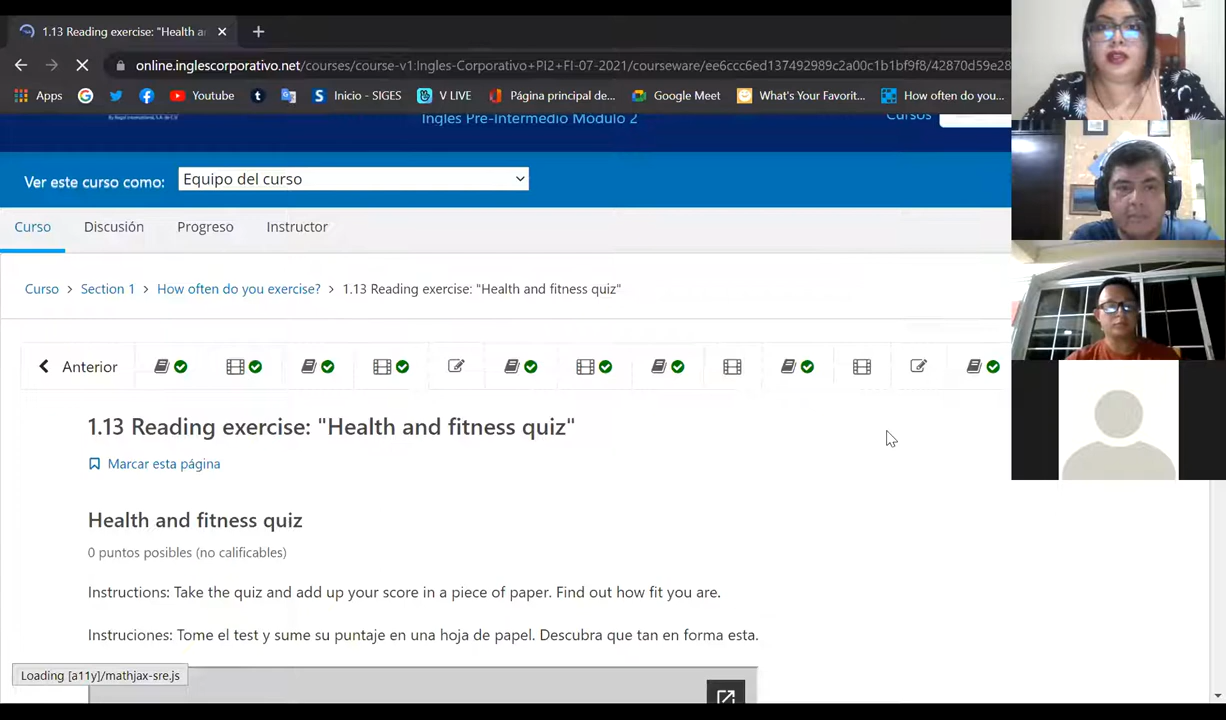 1.13 Reading exercise: "Health a
online.inglescorporativo.net/courses/course-v1:Ingles-Corporativo+PI2+FI-07-2021/courseware/ee6ccc6ed137492989c2a00c1b1bf9f8/42870d59e28
Apps Youtube Inicio - SIGES V LIVE Página principal de... Google Meet What's Your Favorit... How often do you...
Ingles Pre-Intermedio Modulo 2 Cursos
Ver este curso como: Equipo del curso
Curso Discusión Progreso Instructor
Curso > Section 1 > How often do you exercise? > 1.13 Reading exercise: "Health and fitness quiz"
Anterior
1.13 Reading exercise: "Health and fitness quiz"
Marcar esta página
Health and fitness quiz
0 puntos posibles (no calificables)
Instructions: Take the quiz and add up your score in a piece of paper. Find out how fit you are.
Instruciones: Tome el test y sume su puntaje en una hoja de papel. Descubra que tan en forma esta.
Loading [a11y]/mathjax-sre.js